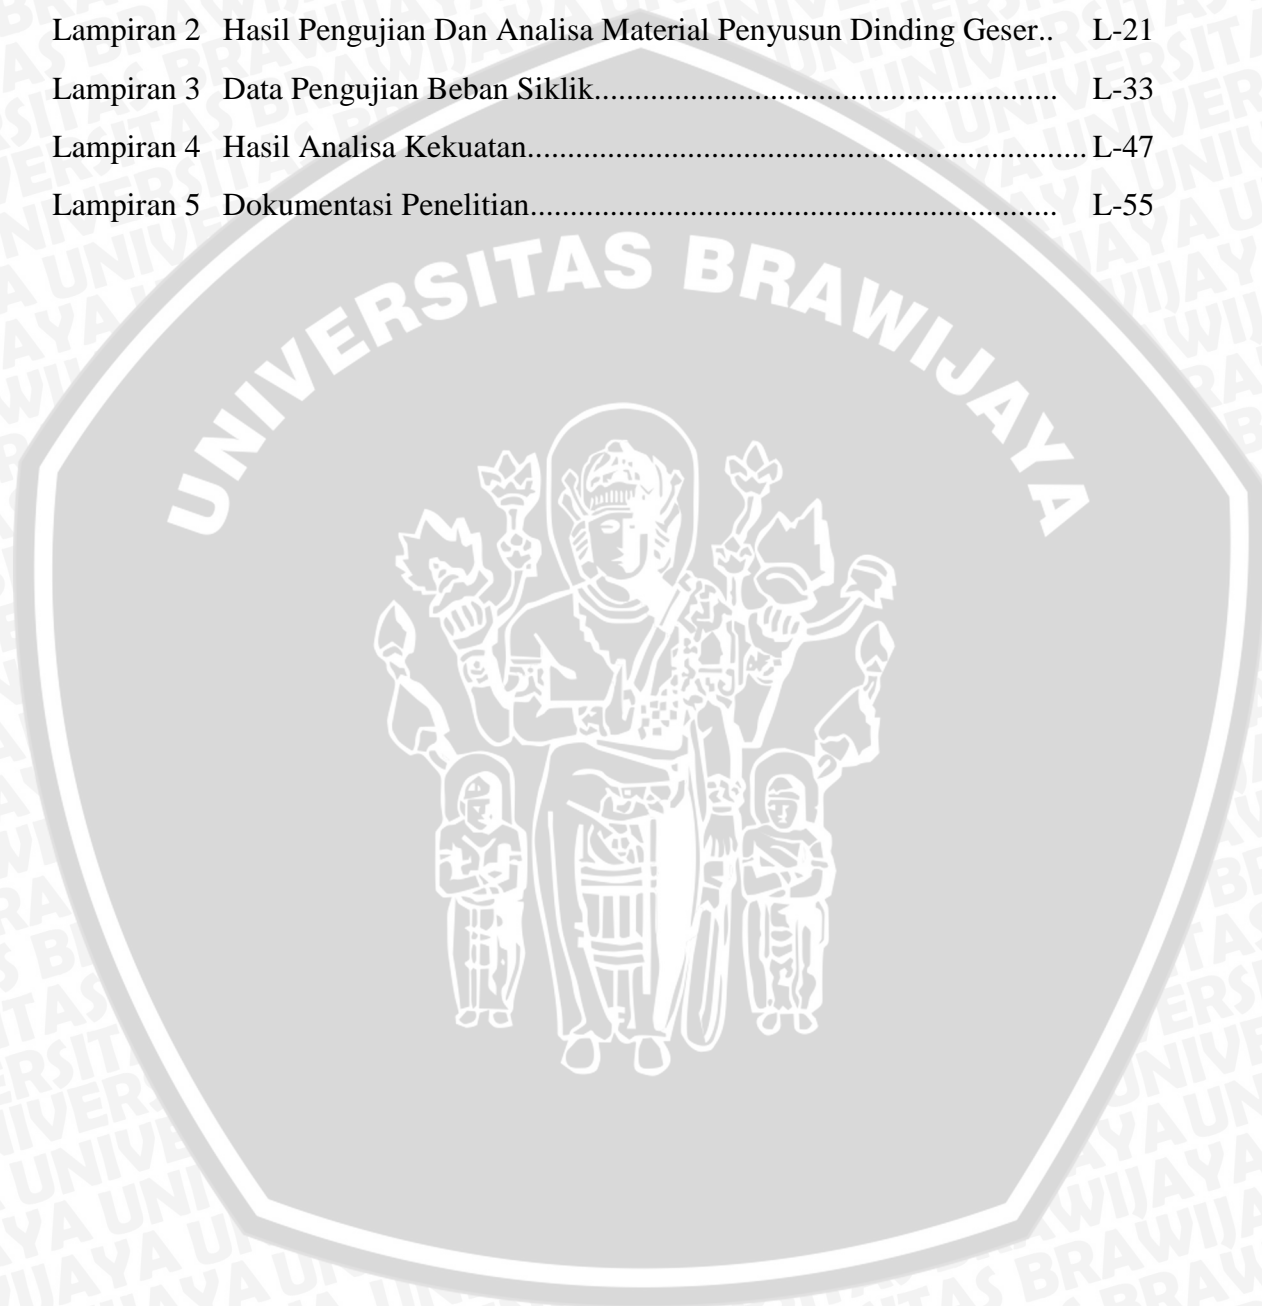 Lampiran 2 Hasil Pengujian Dan Analisa Material Penyusun Dinding Geser.. L-21
Lampiran 3 Data Pengujian Beban Siklik.......................................................... L-33
Lampiran 4 Hasil Analisa Kekuatan...................................................................... L-47
Lampiran 5 Dokumentasi Penelitian.................................................................. L-55
UNIVERSITAS BRAWIJAYA